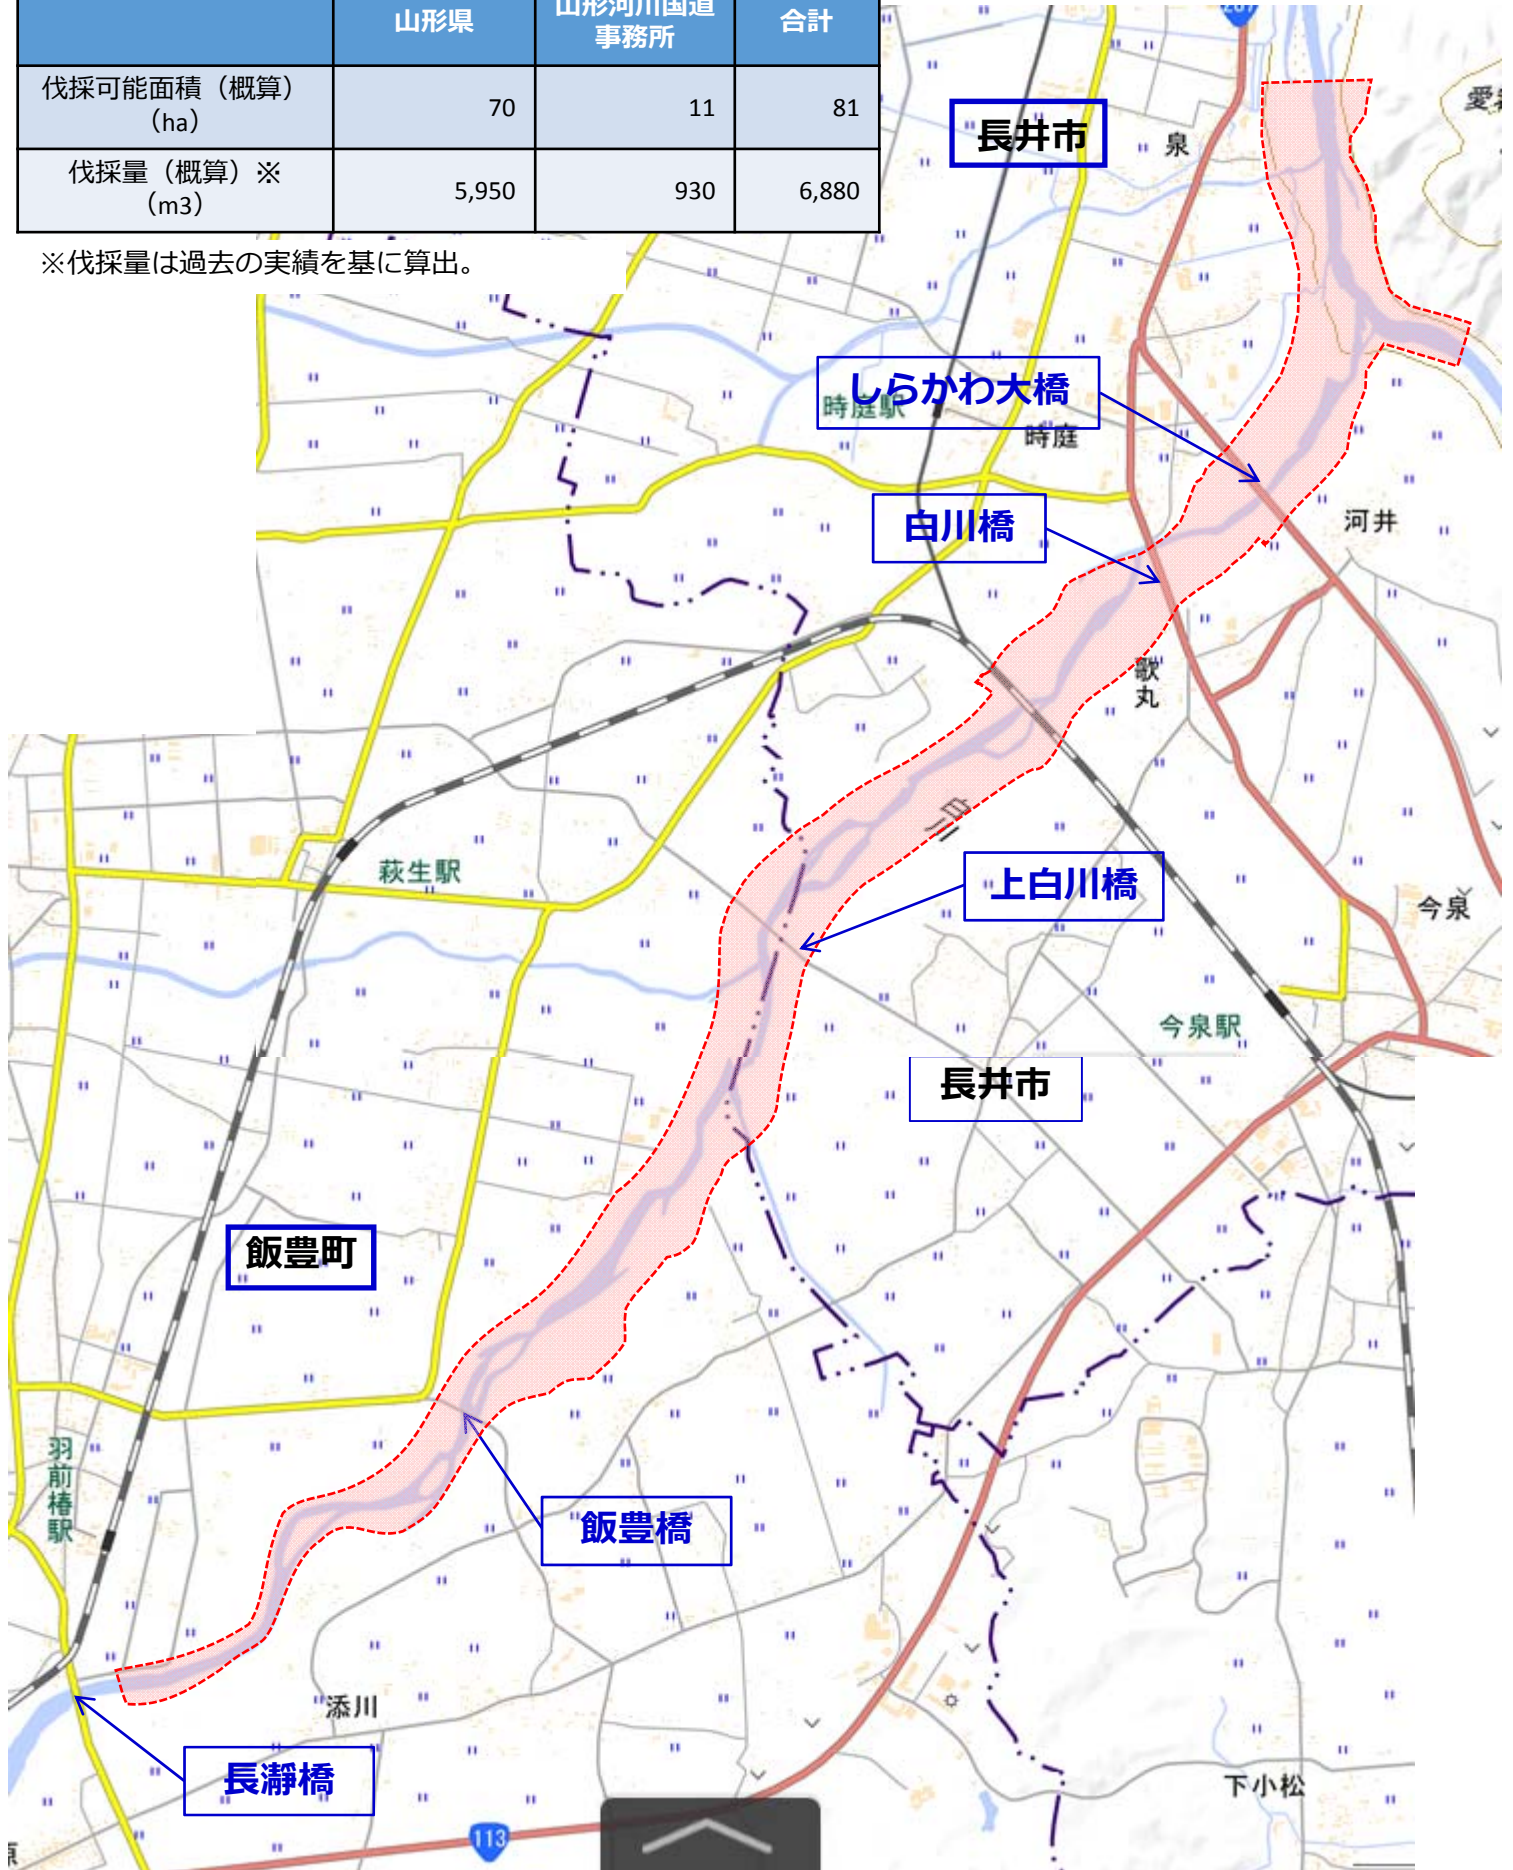 山形県
山形河川国道
事務所
合計
伐採可能面積（概算）
（ha）
70
11
81
伐採量（概算）※
（m3）
5,950
930
6,880
※伐採量は過去の実績を基に算出。
長井市
泉
しらかわ大橋
時庭駅
時庭
白川橋
河井
歌丸
白川
萩生駅
上白川橋
今泉
今泉駅
長井市
飯豊町
羽前椿駅
飯豊橋
添川
長瀞橋
下小松
113